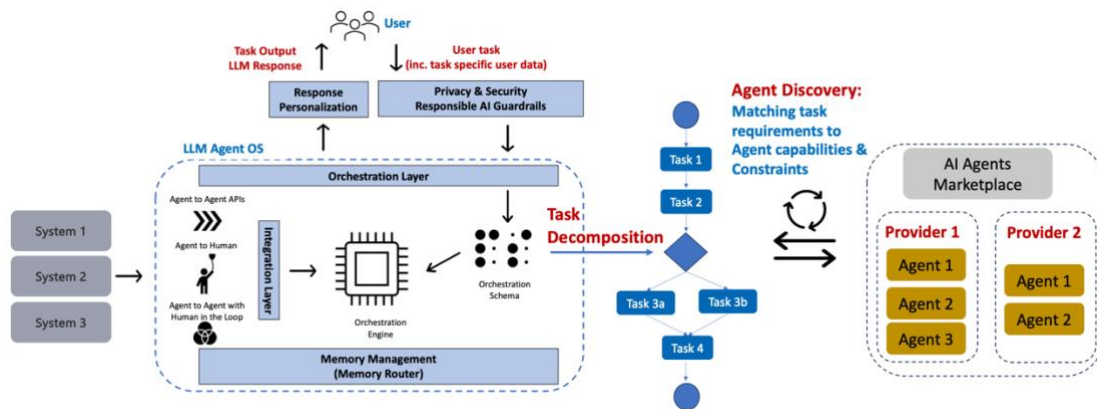 User
Task Output
LLM Response
User task
(inc. task specific user data)
Response
Personalization
Privacy & Security
Responsible AI Guardrails
LLM Agent OS
Orchestration Layer
Agent to Agent APIs
Agent to Human
Agent to Agent with
Human in the Loop
Integration Layer
Orchestration
Engine
Orchestration
Schema
Memory Management
(Memory Router)
System 1
System 2
System 3
Task
Decomposition
Task 1
Task 2
Task 3a
Task 3b
Task 4
Agent Discovery:
Matching task
requirements to
Agent capabilities &
Constraints
AI Agents
Marketplace
Provider 1
Agent 1
Agent 2
Agent 3
Provider 2
Agent 1
Agent 2